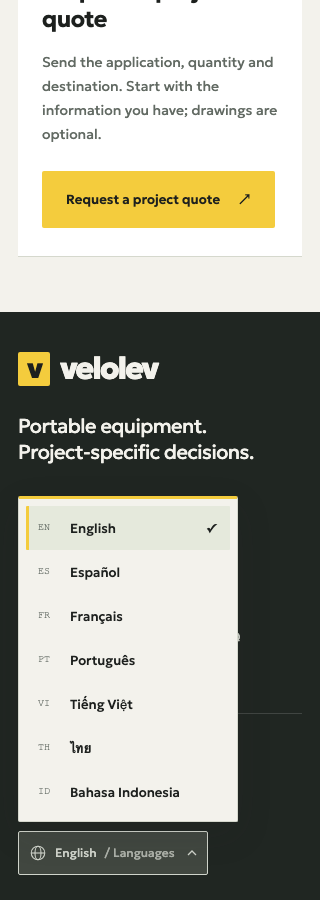 quote
Send the application, quantity and
destination. Start with the
information you have; drawings are
optional.
Request a project quote ↗
v velolev
Portable equipment.
Project-specific decisions.
EN English ✓
ES Español
FR Français
PT Português
VI Tiếng Việt
TH ไทย
ID Bahasa Indonesia
English / Languages